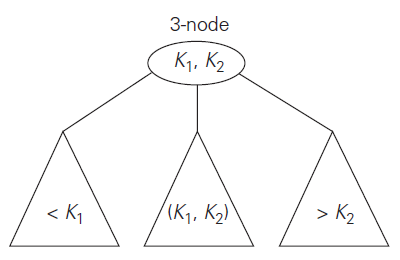 3-node
K₁, K₂
< K₁
(K₁, K₂)
> K₂